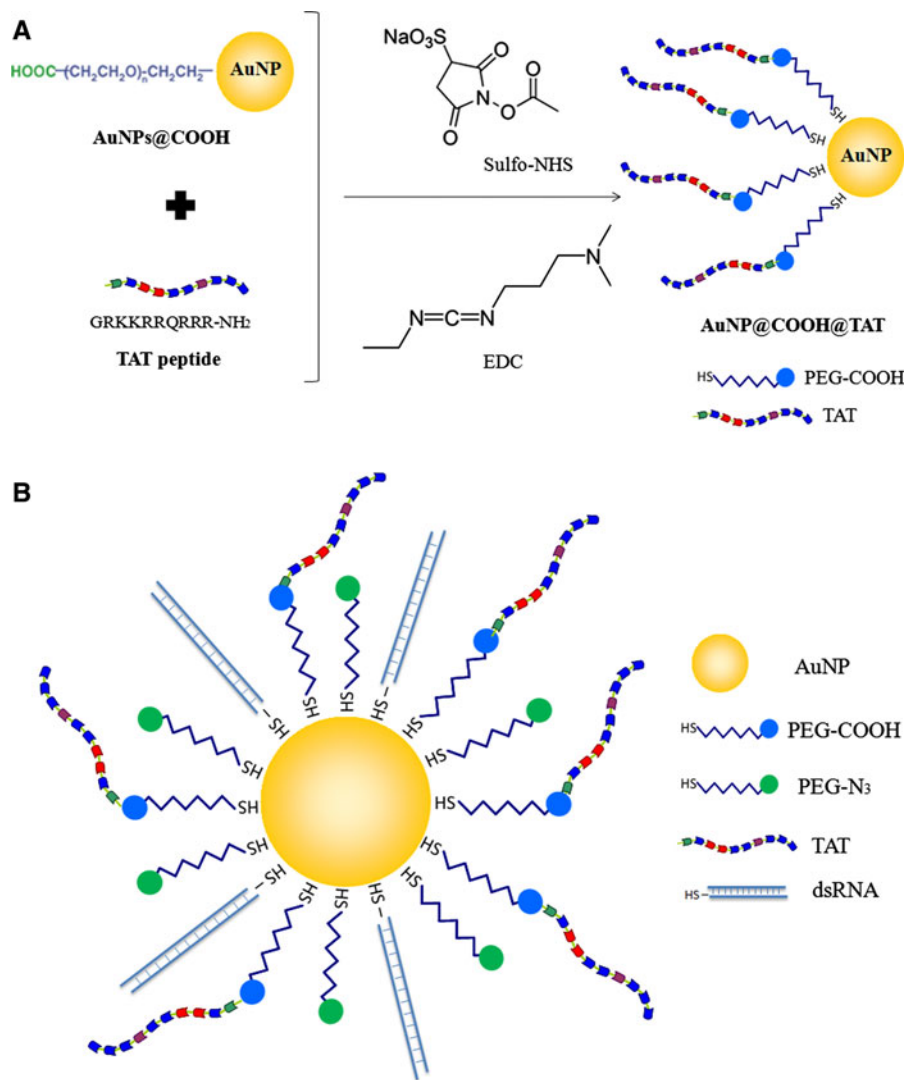 A
HOOC-(CH₂CH₂O)ₙ-CH₂CH₂-
AuNP
AuNPs@COOH
GRKKRRQRRR-NH₂
TAT peptide
NaO₃S
O
N
O
O
O
Sulfo-NHS
N
N=C=N
EDC
SH
SH
SH
SH
AuNP
AuNP@COOH@TAT
HS
PEG-COOH
TAT
B
SH
SH
HS-
HS
-SH
HS
SH
HS
SH
HS
SH
HS
-SH
SH
HS
HS-
AuNP
HS
PEG-COOH
HS
PEG-N₃
TAT
HS-
dsRNA